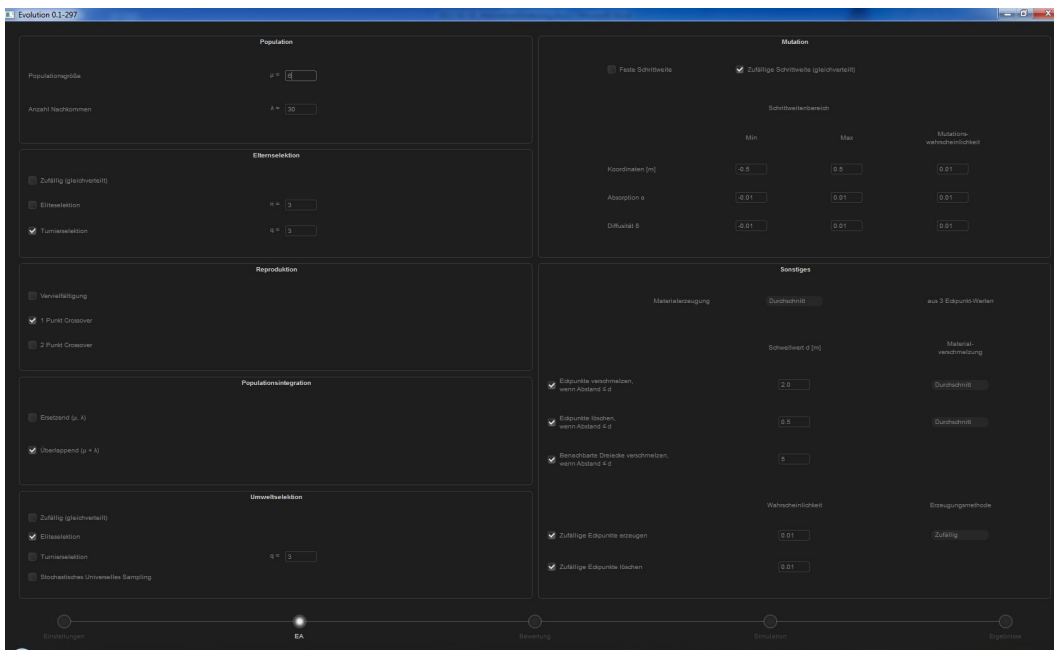 Evolution 0.1-297
Population
Populationsgröße μ = 6
Anzahl Nachkommen λ = 30
Elternselektion
Zufällig (gleichverteilt)
Eliteselektion q = 3
Turnierselektion q = 3
Reproduktion
Vervielfältigung
1 Punkt Crossover
2 Punkt Crossover
Populationsintegration
Ersetzend (μ, λ)
Überlappend (μ + λ)
Umweltselektion
Zufällig (gleichverteilt)
Eliteselektion
Turnierselektion q = 3
Stochastisches Universelles Sampling
Mutation
Feste Schrittweite Zufällige Schrittweite (gleichverteilt)
Schrittweitenbereich
Min Max Mutations-
wahrscheinlichkeit
Koordinaten [m] -0.5 0.5 0.01
Absorption α -0.01 0.01 0.01
Diffusität δ -0.01 0.01 0.01
Sonstiges
Materialerzeugung Durchschnitt aus 3 Eckpunkt-Werten
Schwellwert d [m] Material-
verschmelzung
Eckpunkte verschmelzen,
wenn Abstand ≤ d 2.0 Durchschnitt
Eckpunkte löschen,
wenn Abstand ≤ d 0.5 Durchschnitt
Benachbarte Dreiecke verschmelzen,
wenn Abstand ≤ d 5
Wahrscheinlichkeit Erzeugungsmethode
Zufällige Eckpunkte erzeugen 0.01 Zufällig
Zufällige Eckpunkte löschen 0.01
Einstellungen EA Bewertung Simulation Ergebnisse